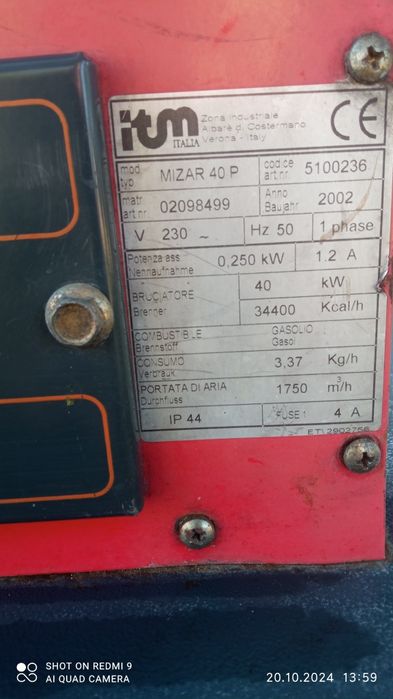 itm
ITALIA
Zona Industriale
Albarè di Costermano
Verona - Italy
CE
mod. typ MIZAR 40 P codice art.nr 5100236
matr. art.nr 02098499 Anno Baujahr 2002
V 230 ~ Hz 50 1 phase
Potenza ass Nennaufnahme 0,250 kW 1.2 A
BRUCIATORE Brenner 40 kW
34400 Kcal/h
COMBUSTIBILE Brennstoff GASOLIO Gasol
CONSUMO Verbrauk 3,37 Kg/h
PORTATA DI ARIA Durchfluss 1750 m³/h
IP 44 FUSE 1 4 A
ETI 2902756
SHOT ON REDMI 9
AI QUAD CAMERA
20.10.2024 13:59